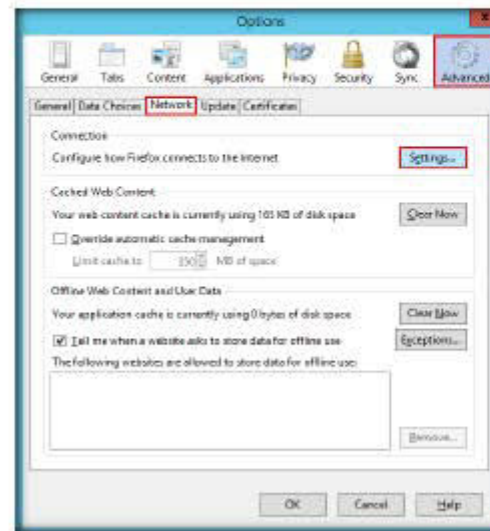 Options
x
General Tabs Content Applications Privacy Security Sync Advanced
General Data Choices Network Update Certificates
Connection
Configure how Firefox connects to the Internet
Settings...
Cached Web Content
Your web content cache is currently using 165 KB of disk space
Clear Now
Override automatic cache management
Limit cache to 350 MB of space
Offline Web Content and User Data
Your application cache is currently using 0 bytes of disk space
Clear Now
Tell me when a website asks to store data for offline use
Exceptions...
The following websites are allowed to store data for offline use:
Remove...
OK Cancel Help